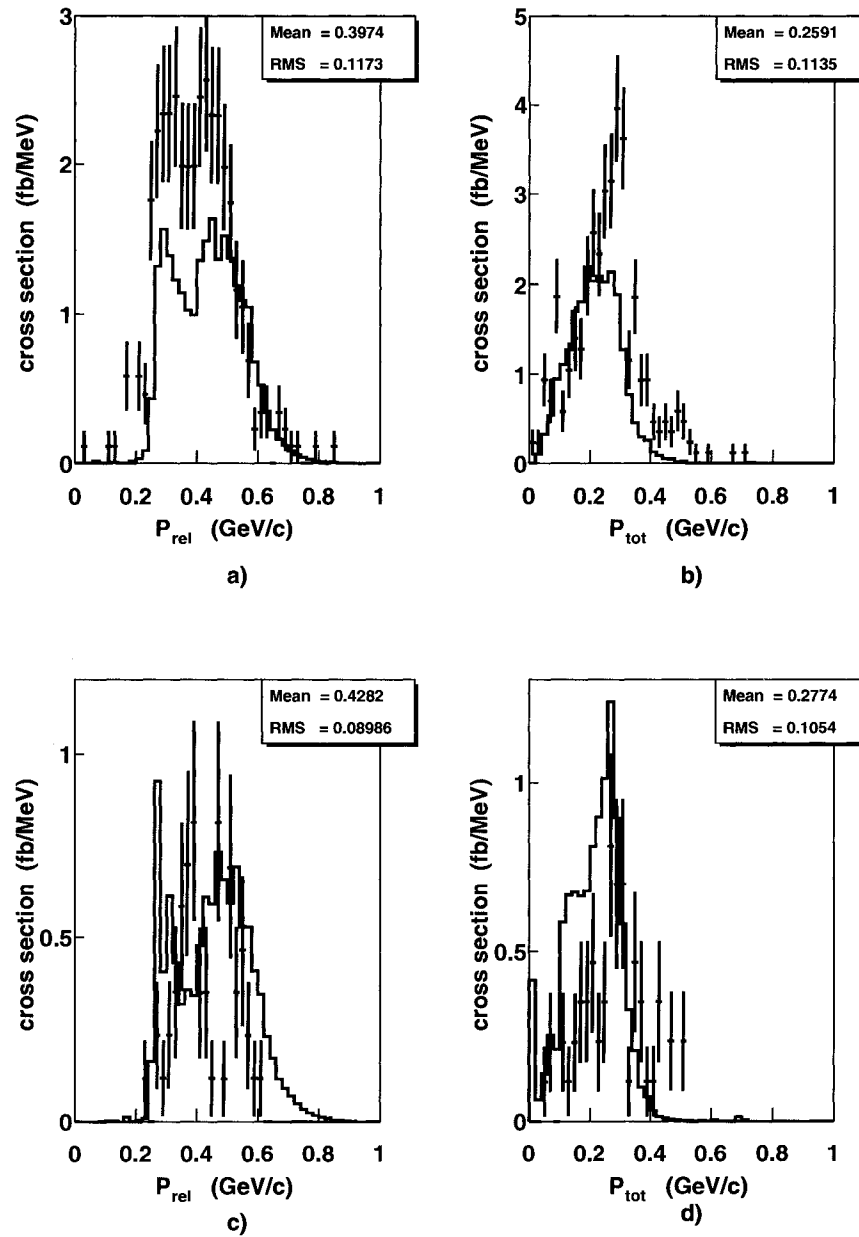 3
2
1
0
cross section (fb/MeV)
Mean = 0.3974
RMS = 0.1173
0 0.2 0.4 0.6 0.8 1
P_rel (GeV/c)
a)
5
4
3
2
1
0
cross section (fb/MeV)
Mean = 0.2591
RMS = 0.1135
0 0.2 0.4 0.6 0.8 1
P_tot (GeV/c)
b)
1
0.5
0
cross section (fb/MeV)
Mean = 0.4282
RMS = 0.08986
0 0.2 0.4 0.6 0.8 1
P_rel (GeV/c)
c)
1
0.5
0
cross section (fb/MeV)
Mean = 0.2774
RMS = 0.1054
0 0.2 0.4 0.6 0.8 1
P_tot (GeV/c)
d)